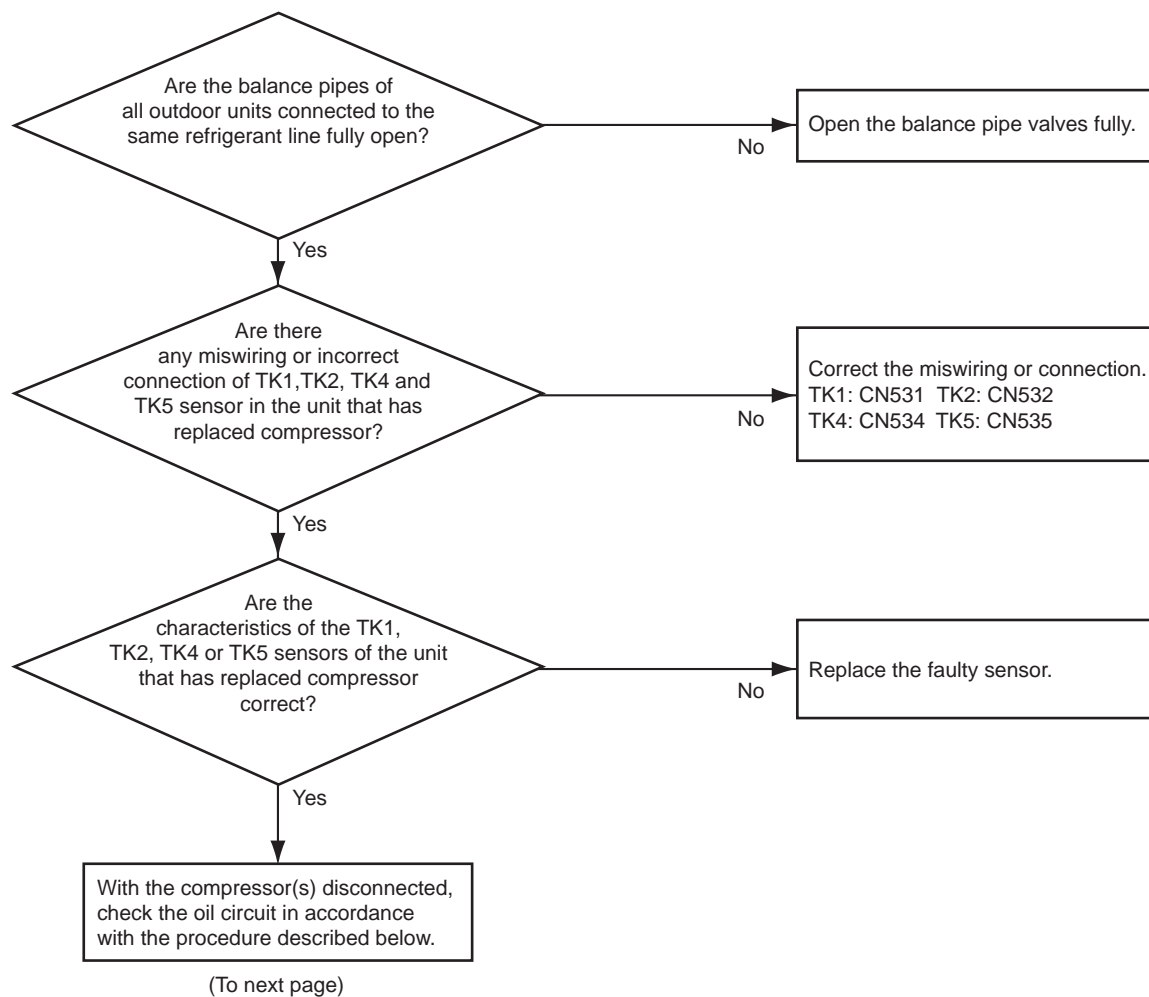 Are the balance pipes of
all outdoor units connected to the
same refrigerant line fully open?
No
Open the balance pipe valves fully.
Yes
Are there
any miswiring or incorrect
connection of TK1,TK2, TK4 and
TK5 sensor in the unit that has
replaced compressor?
No
Correct the miswiring or connection.
TK1: CN531 TK2: CN532
TK4: CN534 TK5: CN535
Yes
Are the
characteristics of the TK1,
TK2, TK4 or TK5 sensors of the unit
that has replaced compressor
correct?
No
Replace the faulty sensor.
Yes
With the compressor(s) disconnected,
check the oil circuit in accordance
with the procedure described below.
(To next page)